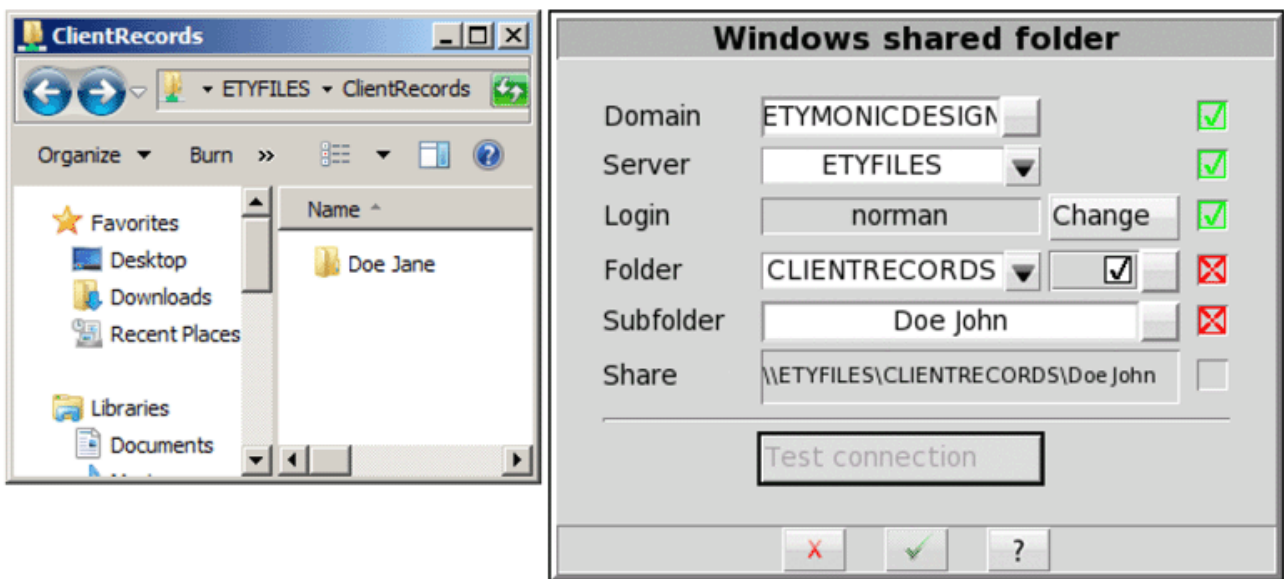 ClientRecords
ETYFILES ClientRecords
Organize Burn »
Name
Favorites
Desktop
Downloads
Recent Places
Doe Jane
Libraries
Documents
Windows shared folder
Domain ETYMONICDESIGN
Server ETYFILES
Login norman Change
Folder CLIENTRECORDS
Subfolder Doe John
Share \\ETYFILES\CLIENTRECORDS\Doe John
Test connection
X ?